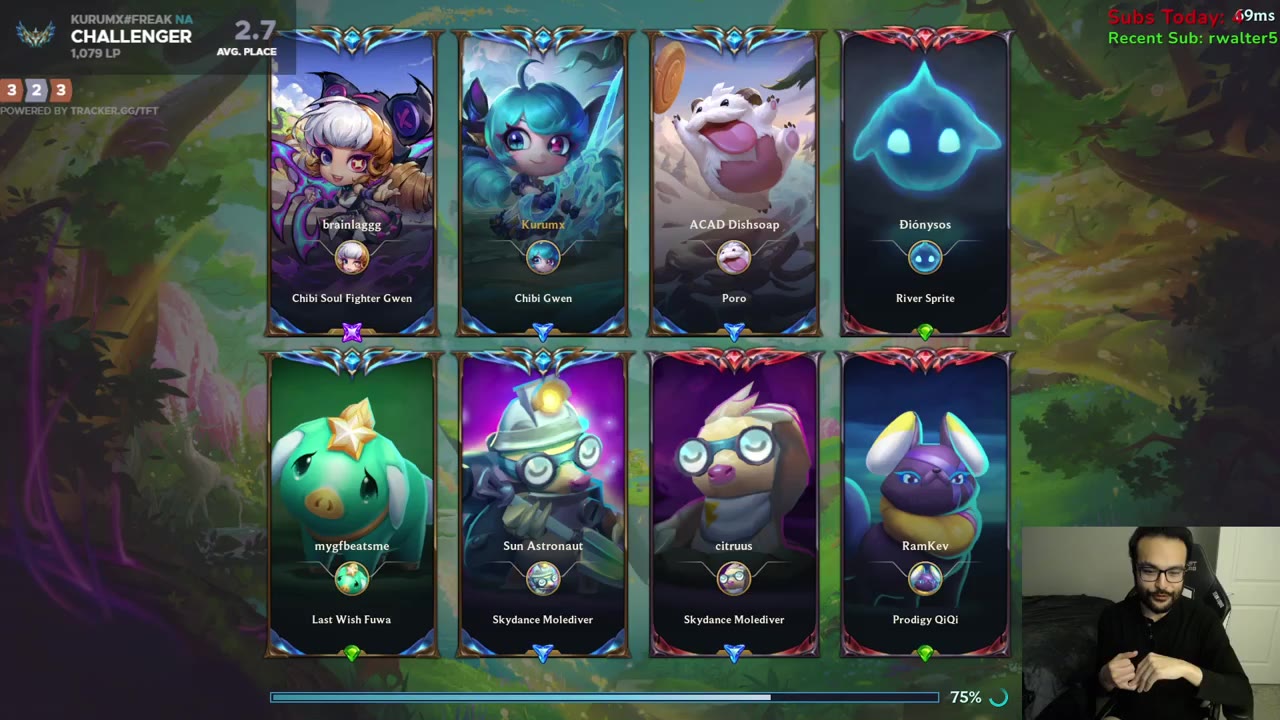 KURUMX#FREAK NA
CHALLENGER
1,079 LP
2.7
AVG. PLACE
3 2 3
POWERED BY TRACKER.GG/TFT
Subs Today: 4
69ms
Recent Sub: rwalter5
brainlaggg
Kurumx
ACAD Dishsoap
Điónysos
Chibi Soul Fighter Gwen
Chibi Gwen
Poro
River Sprite
mygfbeatsme
Sun Astronaut
citruus
RamKev
Last Wish Fuwa
Skydance Molediver
Skydance Molediver
Prodigy QiQi
75%